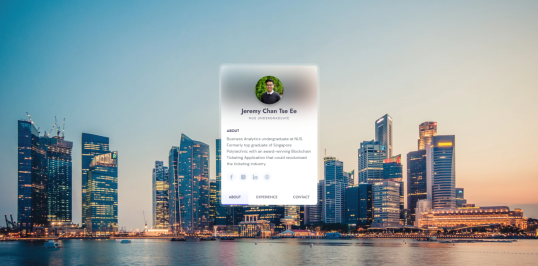 Jeremy Chan Tse Ee
NUS UNDERGRADUATE
ABOUT
Business Analytics undergraduate at NUS.
Formerly top graduate of Singapore
Polytechnic with an award-winning Blockchain
Ticketing Application that could revolutionise
the ticketing industry.
ABOUT
EXPERIENCE
CONTACT